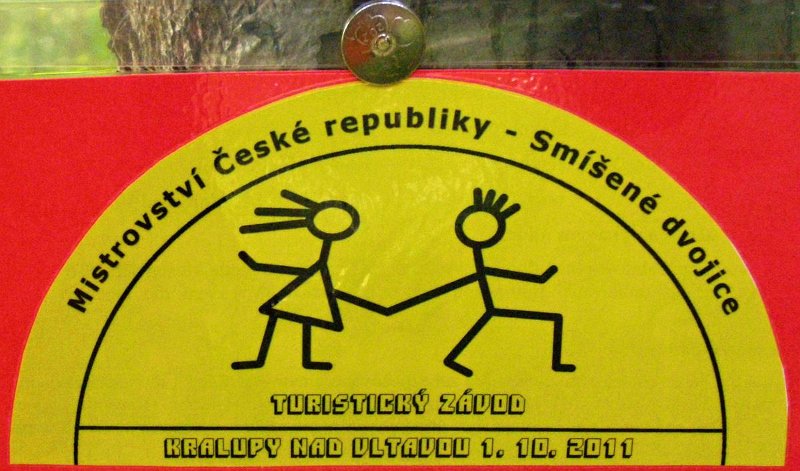 Mistrovství České republiky - Smíšené dvojice
TURISTICKÝ ZÁVOD
KRALUPY NAD VLTAVOU 1. 10. 2011